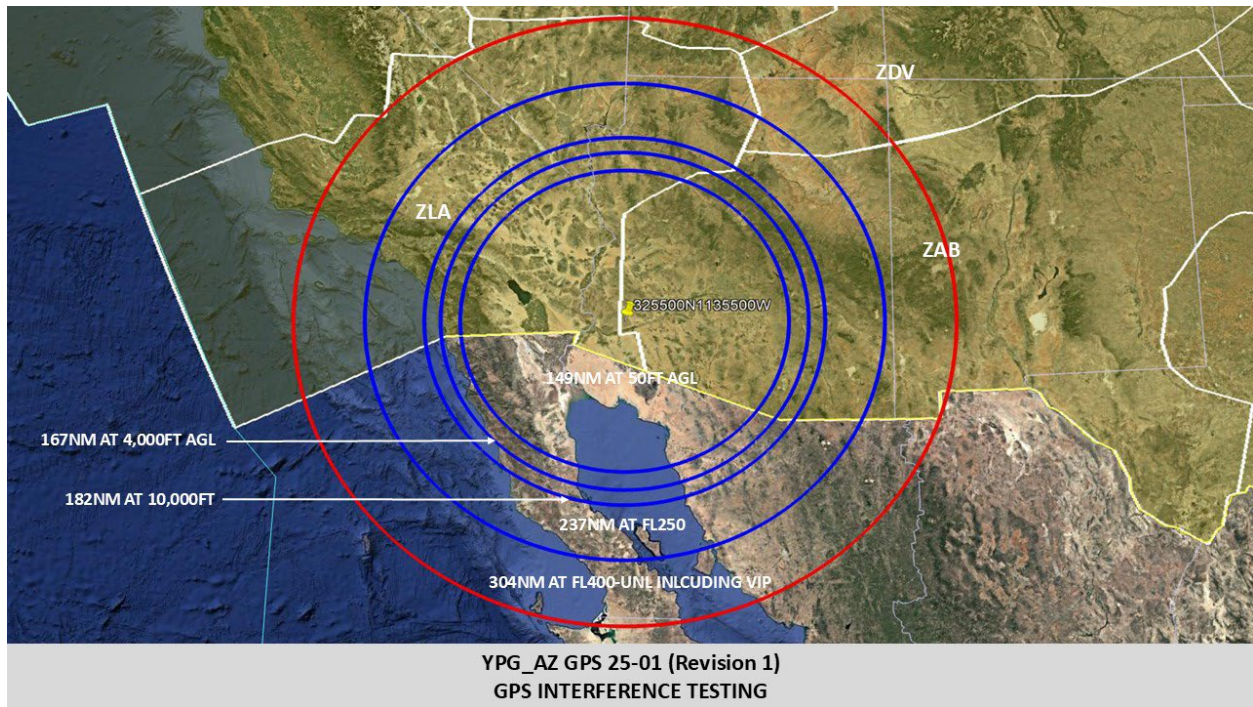 ZDV
ZLA
ZAB
325500N1135500W
149NM AT 50FT AGL
167NM AT 4,000FT AGL
182NM AT 10,000FT
237NM AT FL250
304NM AT FL400-UNL INLCUDING VIP
YPG_AZ GPS 25-01 (Revision 1)
GPS INTERFERENCE TESTING